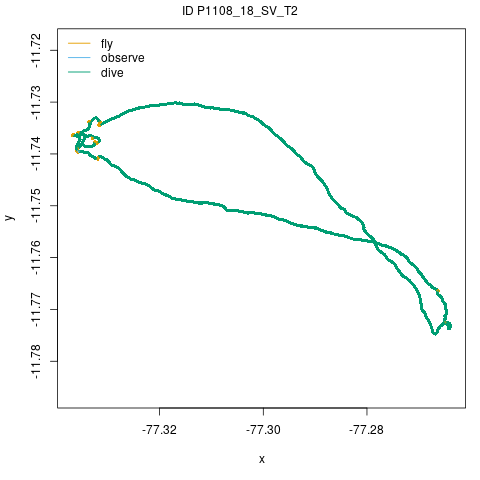 ID P1108_18_SV_T2
fly
observe
dive
-11.72
-11.73
-11.74
-11.75
-11.76
-11.77
-11.78
y
-77.32
-77.30
-77.28
x